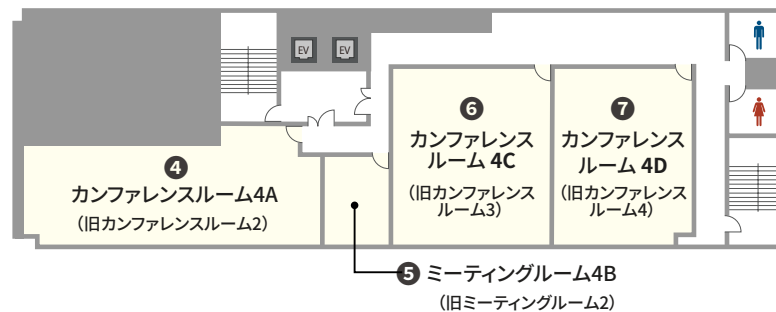 EV
EV
❹
カンファレンスルーム4A
（旧カンファレンスルーム2）
❻
カンファレンス
ルーム 4C
（旧カンファレンス
ルーム3）
❼
カンファレンス
ルーム 4D
（旧カンファレンス
ルーム4）
❺ ミーティングルーム4B
（旧ミーティングルーム2）